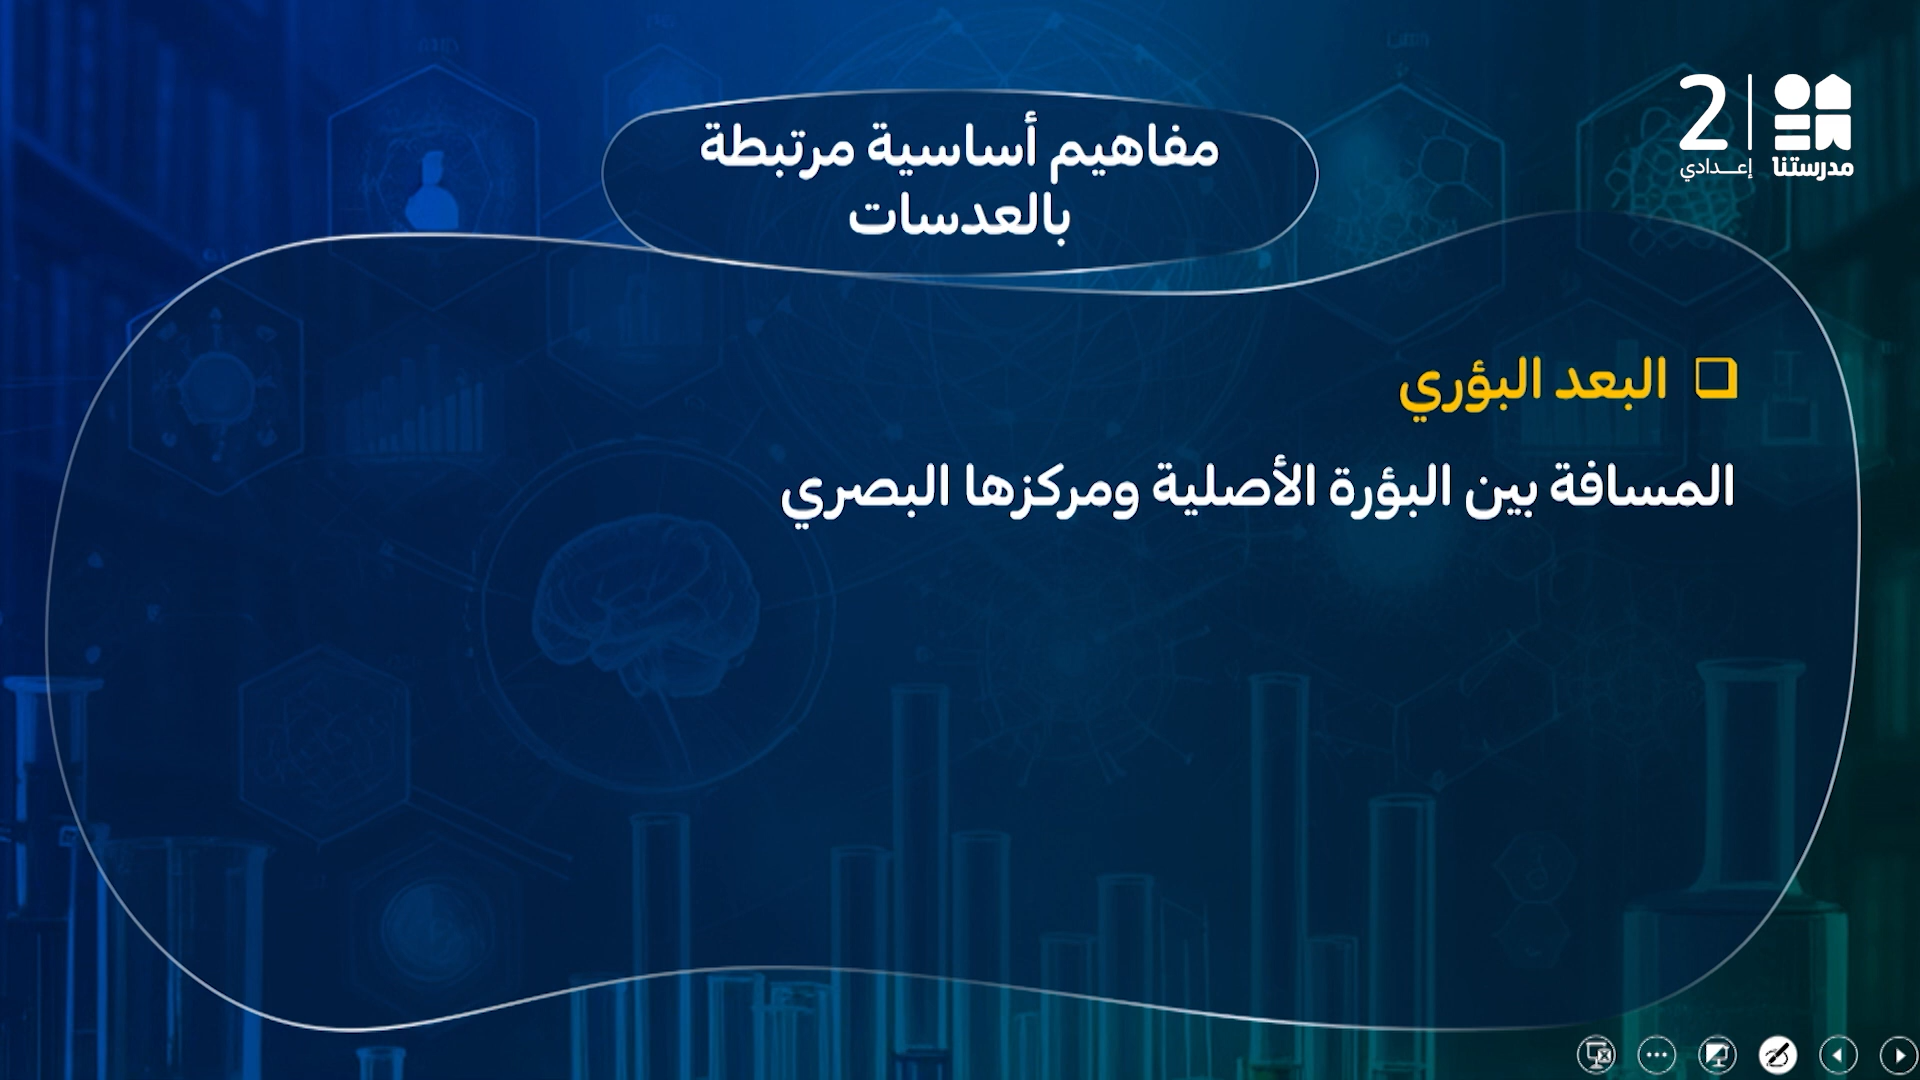 2
إعدادي
مدرستنا
مفاهيم أساسية مرتبطة
بالعدسات
البعد البؤري
المسافة بين البؤرة الأصلية ومركزها البصري